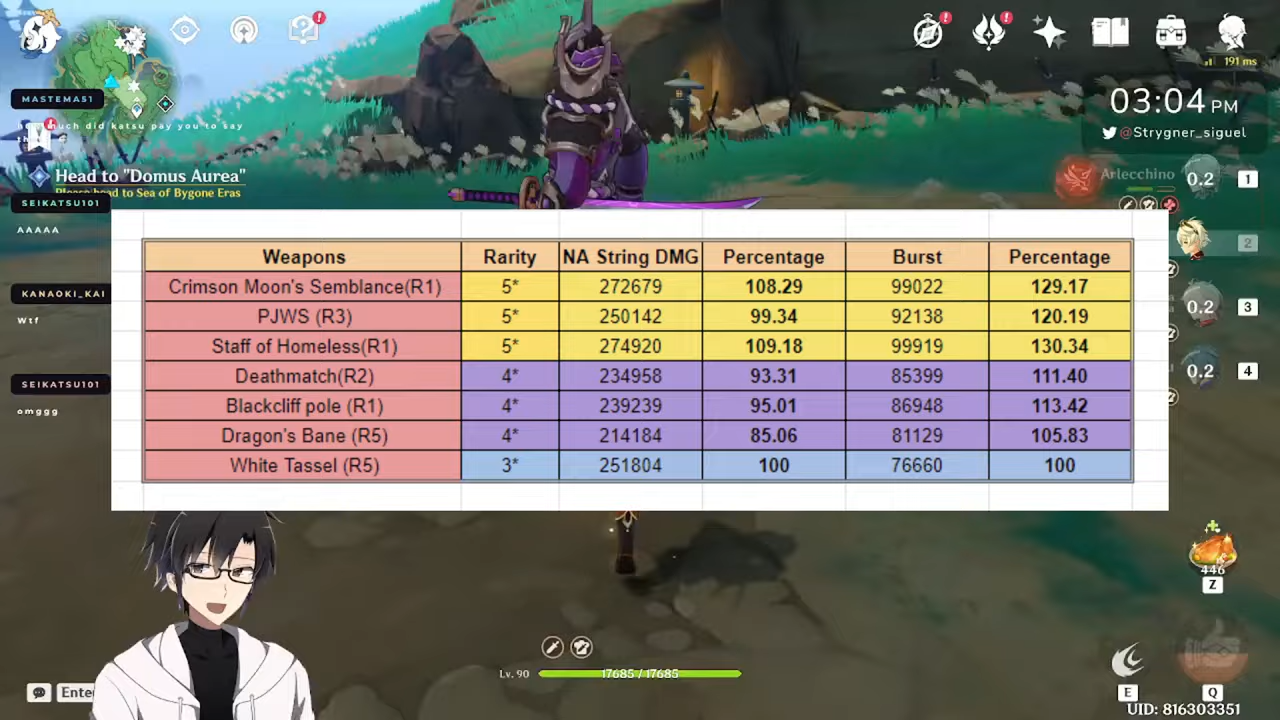 N
191 ms
MASTEMA51
03:04 PM
much did katsu pay you to say
@Strygner_siguel
Head to "Domus Aurea"
Please head to Sea of Bygone Eras
Arlecchino 0.2 1
SEIKATSU101
AAAAA
2
KANAOKI_KAI
Wtf
0.2 3
SEIKATSU101
omggg
0.2 4
Weapons Rarity NA String DMG Percentage Burst Percentage
Crimson Moon's Semblance(R1) 5* 272679 108.29 99022 129.17
PJWS (R3) 5* 250142 99.34 92138 120.19
Staff of Homeless(R1) 5* 274920 109.18 99919 130.34
Deathmatch(R2) 4* 234958 93.31 85399 111.40
Blackcliff pole (R1) 4* 239239 95.01 86948 113.42
Dragon's Bane (R5) 4* 214184 85.06 81129 105.83
White Tassel (R5) 3* 251804 100 76660 100
446
Z
Lv. 90 17685 / 17685
Ente
E Q
UID: 816303351